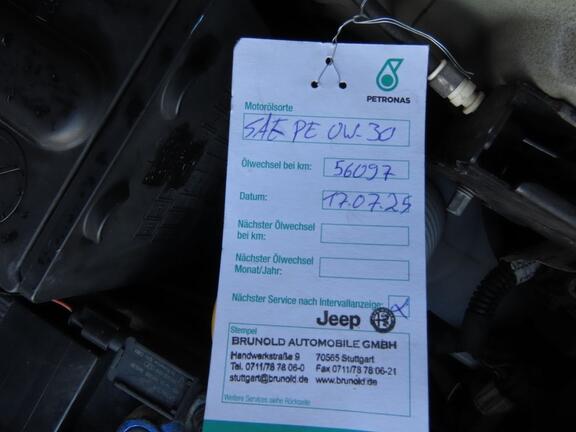 PETRONAS
Motorölsorte
SAE PE 0W-30
Ölwechsel bei km: 56097
Datum: 17.07.25
Nächster Ölwechsel
bei km:
Nächster Ölwechsel
Monat/Jahr:
Nächster Service nach Intervallanzeige:
Jeep
Stempel
BRUNOLD AUTOMOBILE GMBH
Handwerkstraße 9 70565 Stuttgart
Tel. 0711/78 78 06-0 Fax 0711/78 78 06-21
stuttgart@brunold.de www.brunold.de
Weitere Services siehe Rückseite